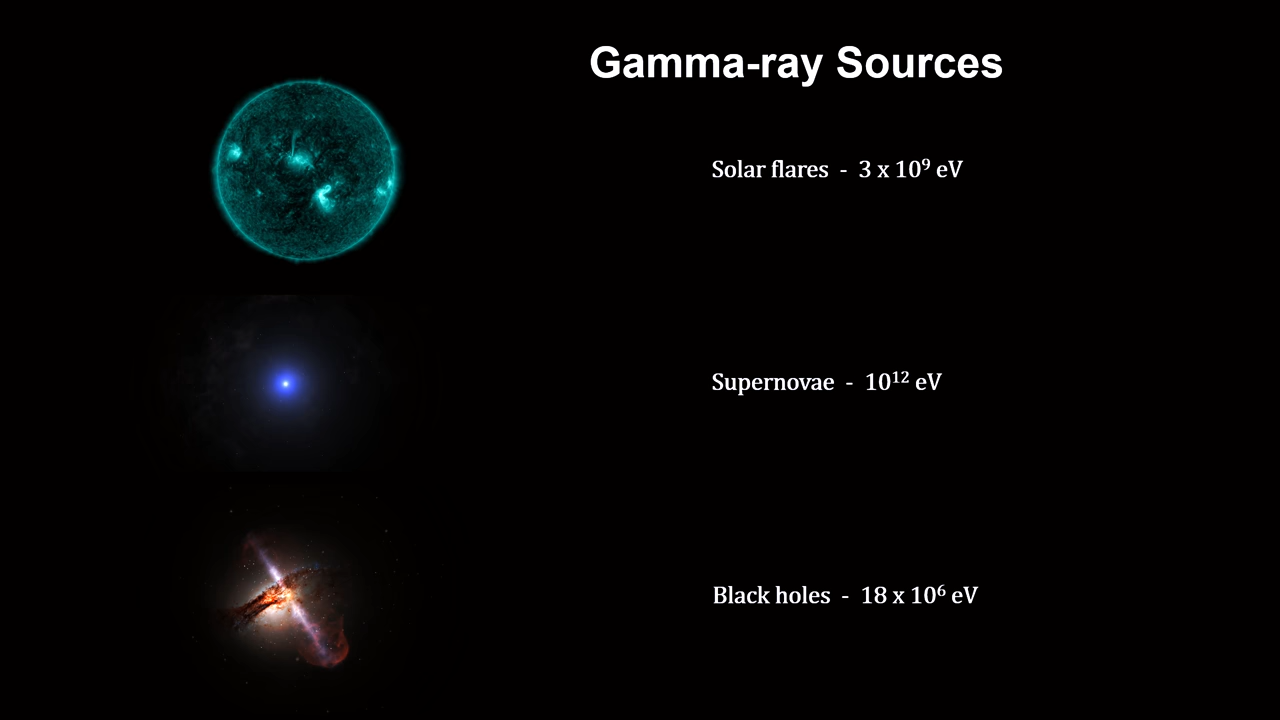 Gamma-ray Sources
Solar flares - 3 x 10⁹ eV
Supernovae - 10¹² eV
Black holes - 18 x 10⁶ eV